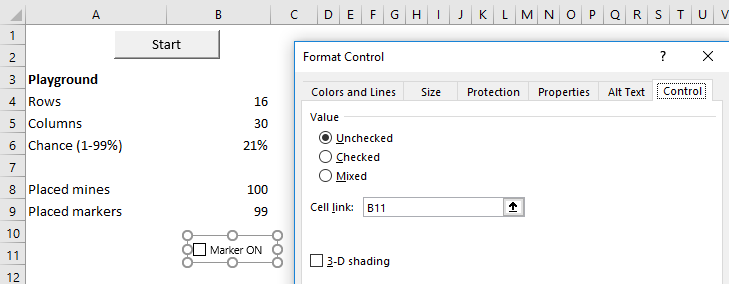 A B C D E F G H I J K L M N O P Q R S T U V
1 Start
2 Format Control ? ×
3 Playground
4 Rows 16 Colors and Lines Size Protection Properties Alt Text Control
5 Columns 30 Value
6 Chance (1-99%) 21% Unchecked
7 Checked
8 Placed mines 100 Mixed
9 Placed markers 99 Cell link: B11
10
11 Marker ON
12 3-D shading